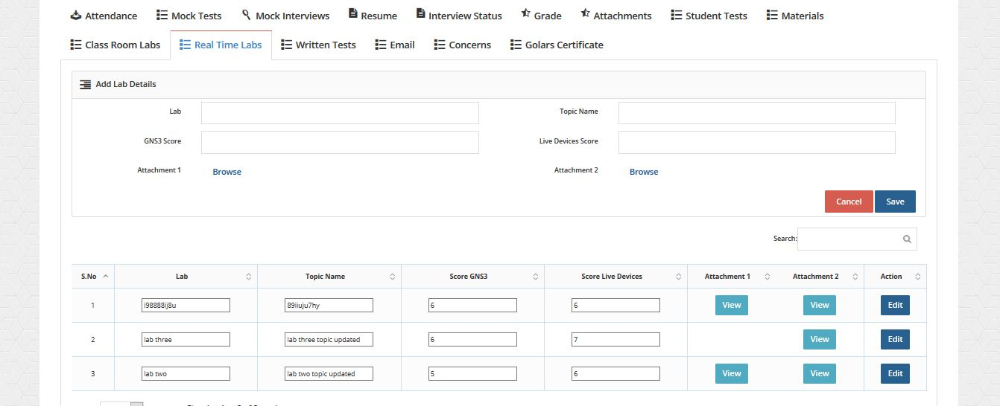 Attendance Mock Tests Mock Interviews Resume Interview Status Grade Attachments Student Tests Materials
Class Room Labs Real Time Labs Written Tests Email Concerns Golars Certificate
Add Lab Details
Lab Topic Name
GNS3 Score Live Devices Score
Attachment 1 Browse Attachment 2 Browse
Cancel Save
Search:
S.No Lab Topic Name Score GNS3 Score Live Devices Attachment 1 Attachment 2 Action
1 i98888ij8u 89iiuju7hy 6 6 View View Edit
2 lab three lab three topic updated 6 7 View Edit
3 lab two lab two topic updated 5 6 View View Edit